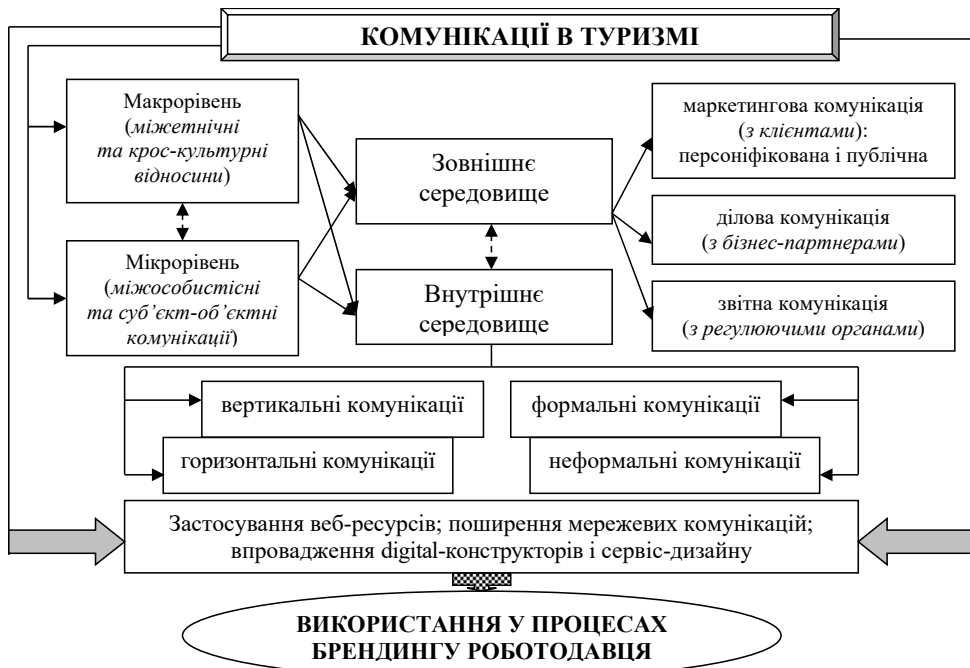 КОМУНІКАЦІЇ В ТУРИЗМІ
Макрорівень
(міжетнічні
та крос-культурні
відносини)
Мікрорівень
(міжособистісні
та суб’єкт-об’єктні
комунікації)
Зовнішнє
середовище
Внутрішнє
середовище
маркетингова комунікація
(з клієнтами):
персоніфікована і публічна
ділова комунікація
(з бізнес-партнерами)
звітна комунікація
(з регулюючими органами)
вертикальні комунікації
формальні комунікації
горизонтальні комунікації
неформальні комунікації
Застосування веб-ресурсів; поширення мережевих комунікацій;
впровадження digital-конструкторів і сервіс-дизайну
ВИКОРИСТАННЯ У ПРОЦЕСАХ
БРЕНДИНГУ РОБОТОДАВЦЯ